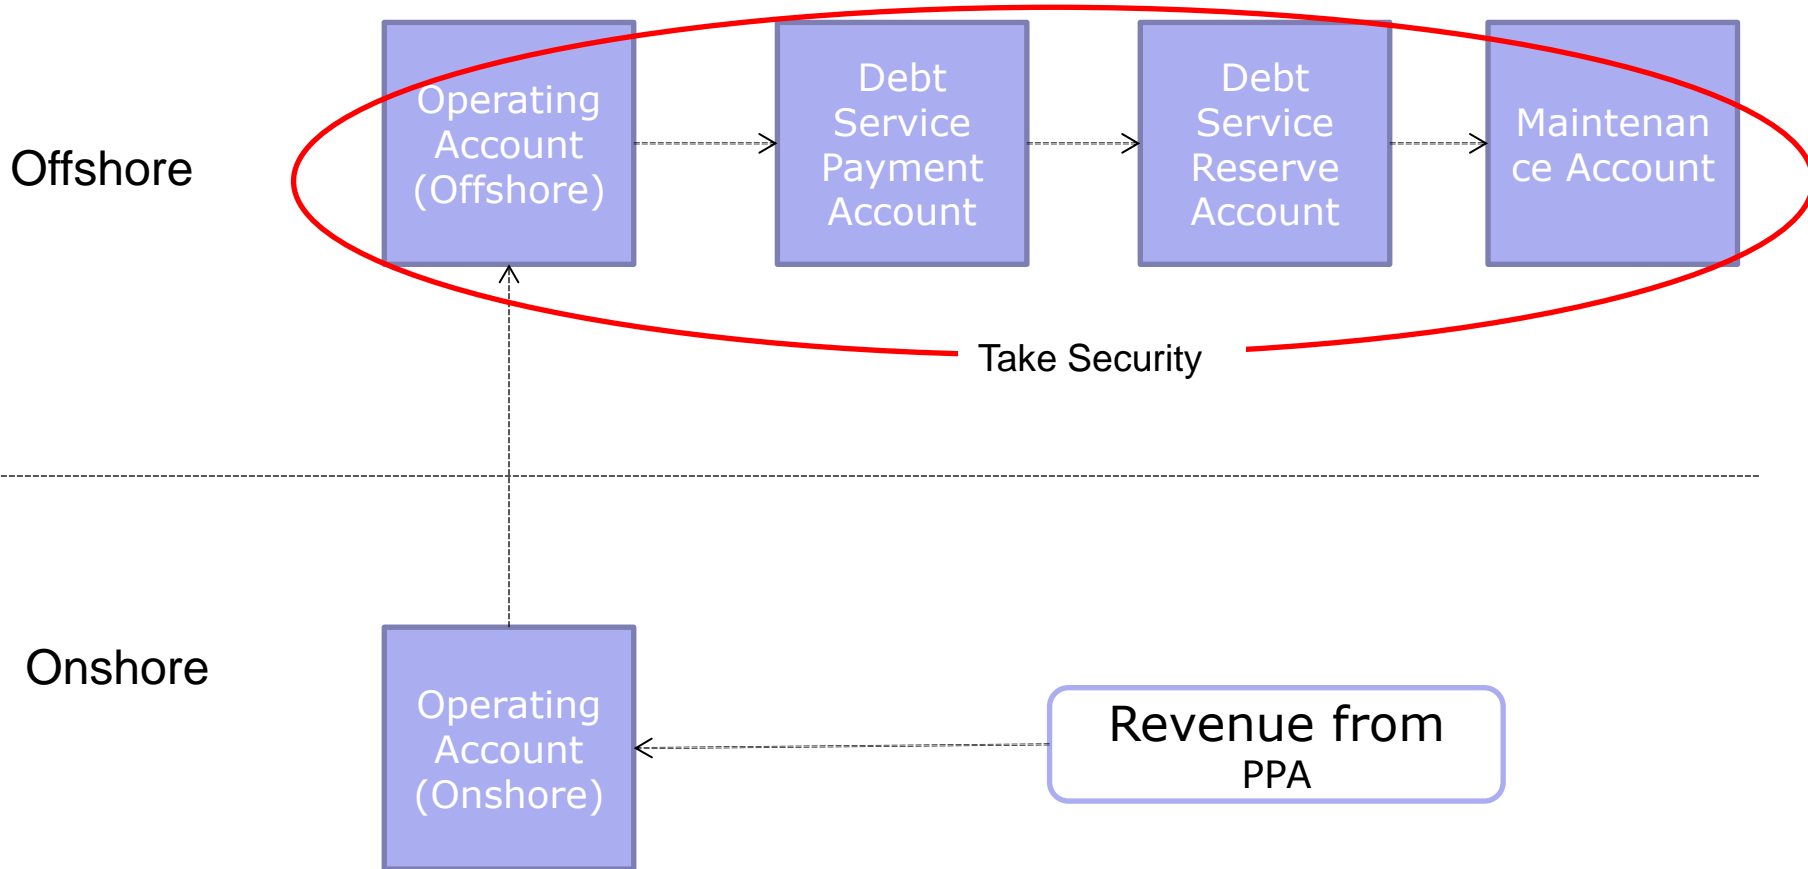 Offshore
Operating
Account
(Offshore)
Debt
Service
Payment
Account
Debt
Service
Reserve
Account
Maintenan
ce Account
Take Security
Onshore
Operating
Account
(Onshore)
Revenue from
PPA